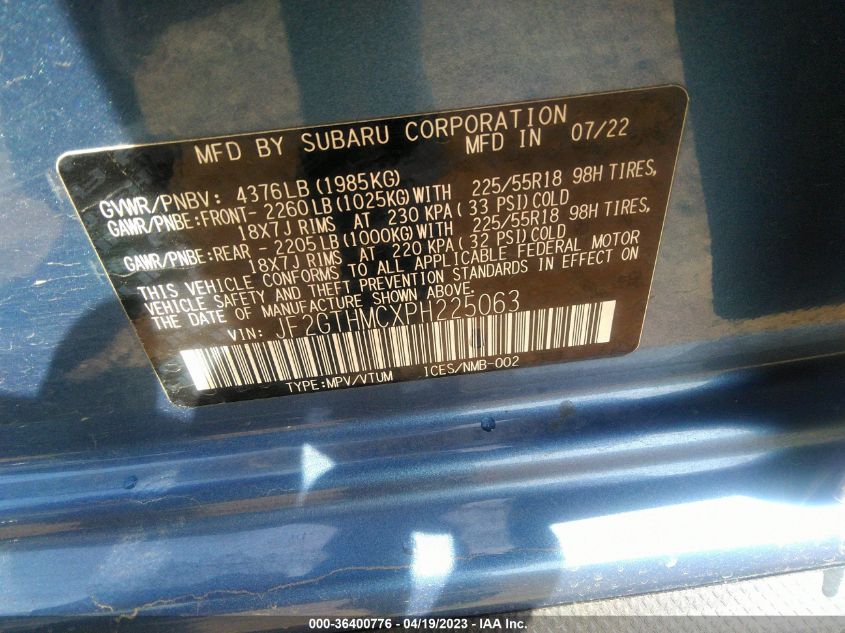 MFD BY SUBARU CORPORATION
MFD IN 07/22
GVWR/PNBV: 4376LB(1985KG)
GAWR/PNBE:FRONT- 2260LB(1025KG)WITH 225/55R18 98H TIRES,
18X7J RIMS AT 230 KPA( 33 PSI)COLD
GAWR/PNBE:REAR - 2205LB(1000KG)WITH 225/55R18 98H TIRES,
18X7J RIMS AT 220 KPA( 32 PSI)COLD
THIS VEHICLE CONFORMS TO ALL APPLICABLE FEDERAL MOTOR
VEHICLE SAFETY AND THEFT PREVENTION STANDARDS IN EFFECT ON
THE DATE OF MANUFACTURE SHOWN ABOVE.
VIN: JF2GTHMCXPH225063
TYPE:MPV/VTUM 1CES/NMB-002
000-36400776 - 04/19/2023 - IAA Inc.